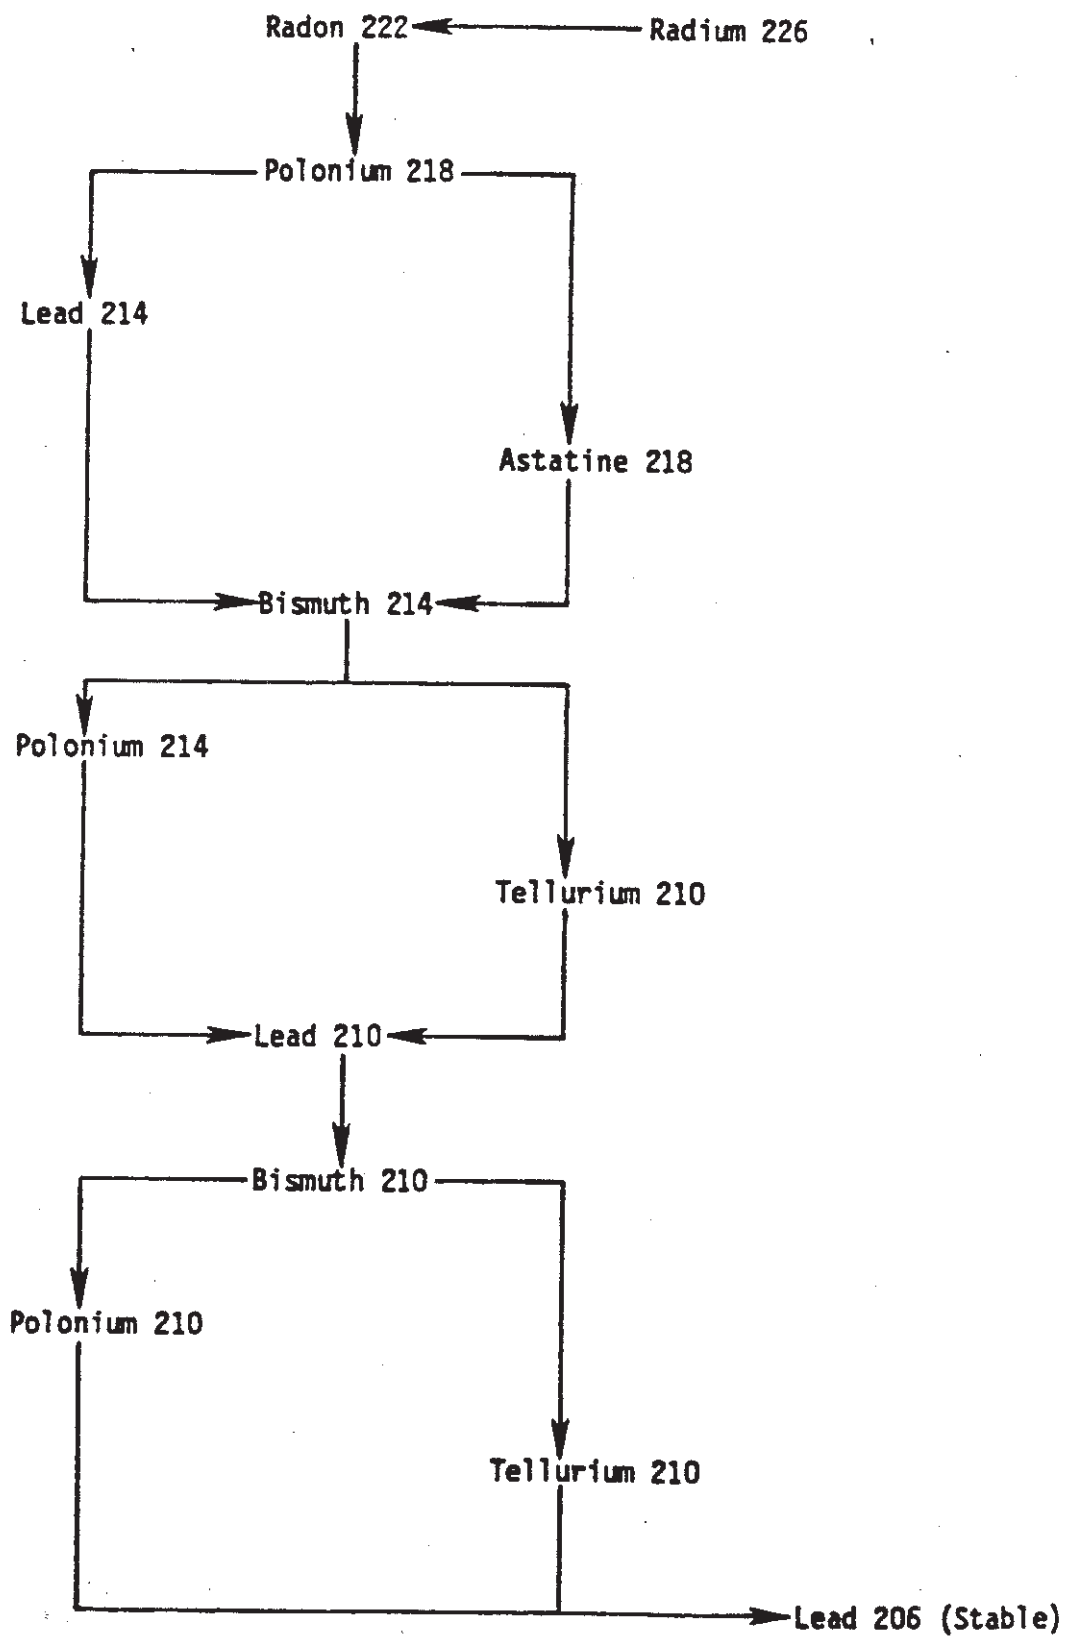 Radon 222 Radium 226
Polonium 218
Lead 214
Astatine 218
Bismuth 214
Polonium 214
Tellurium 210
Lead 210
Bismuth 210
Polonium 210
Tellurium 210
Lead 206 (Stable)